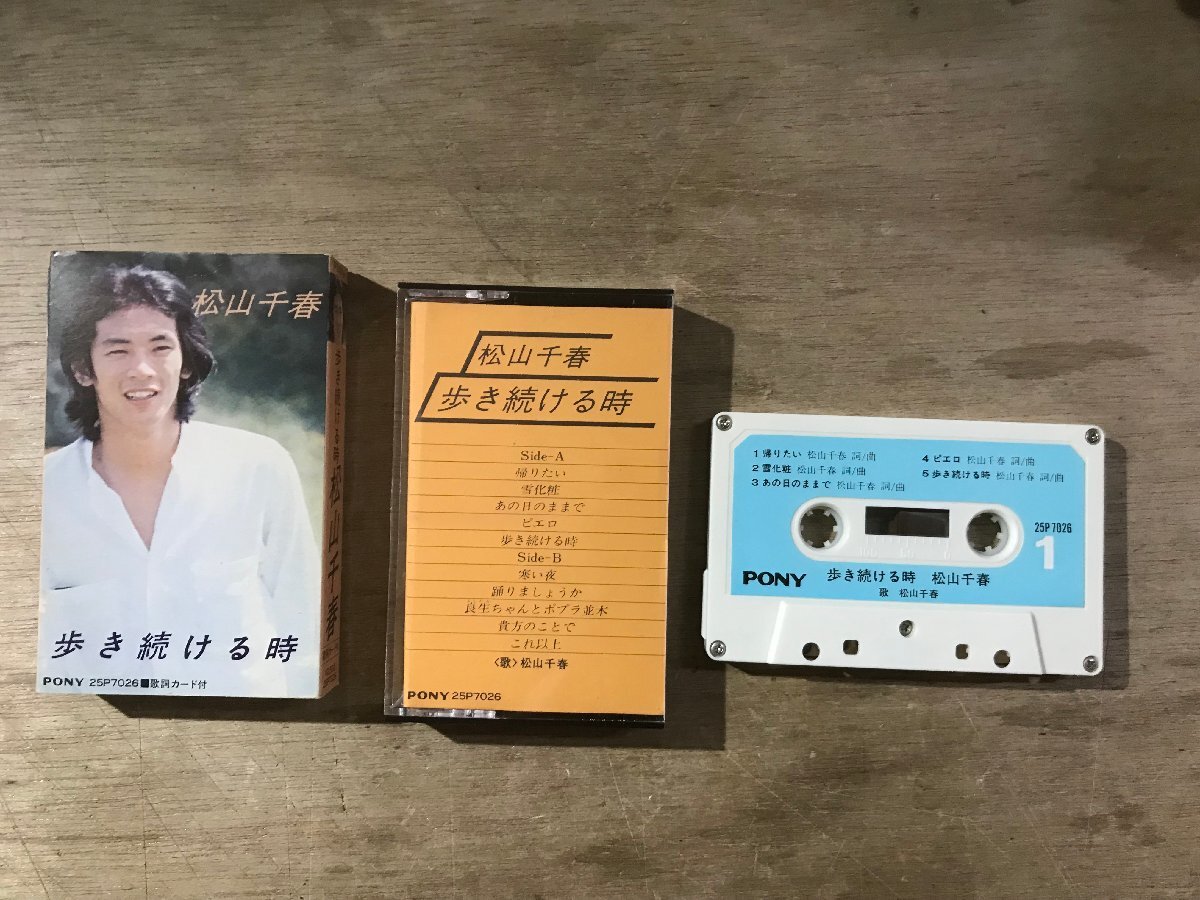 松山千春
歩き続ける時
PONY 25P7026■歌詞カード付
歩き続ける時 松山千春
松山千春
歩き続ける時
Side-A
帰りたい
雪化粧
あの日のままで
ピエロ
歩き続ける時
Side-B
寒い夜
踊りましょうか
良生ちゃんとポプラ並木
貴方のことで
これ以上
〈歌〉松山千春
PONY 25P7026
1 帰りたい 松山千春 詞/曲
2 雪化粧 松山千春 詞/曲
3 あの日のままで 松山千春 詞/曲
4 ピエロ 松山千春 詞/曲
5 歩き続ける時 松山千春 詞/曲
25P7026
1
PONY 歩き続ける時 松山千春
歌 松山千春